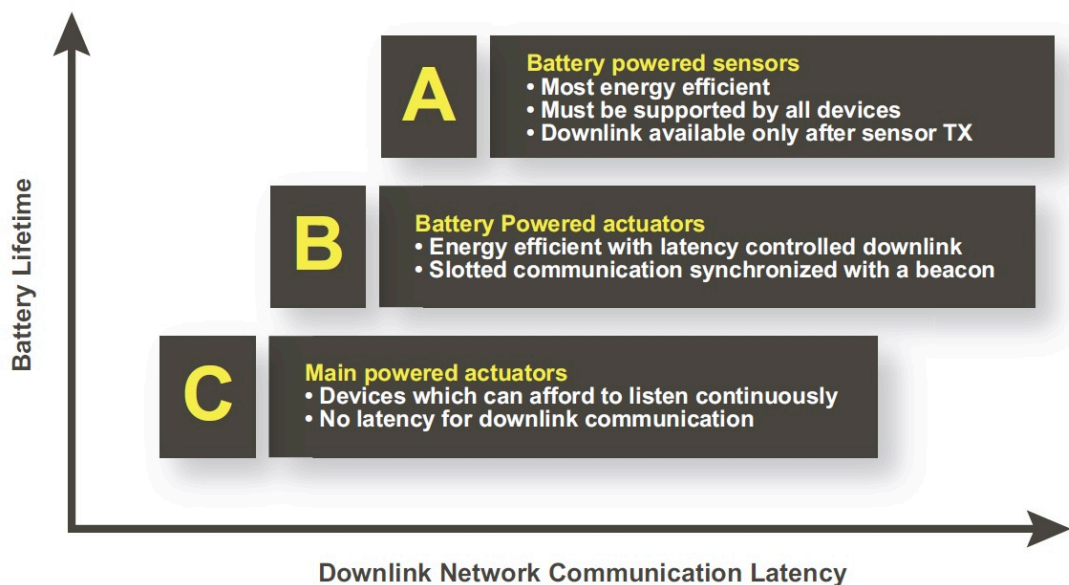 Battery Lifetime
A
Battery powered sensors
• Most energy efficient
• Must be supported by all devices
• Downlink available only after sensor TX
B
Battery Powered actuators
• Energy efficient with latency controlled downlink
• Slotted communication synchronized with a beacon
C
Main powered actuators
• Devices which can afford to listen continuously
• No latency for downlink communication
Downlink Network Communication Latency